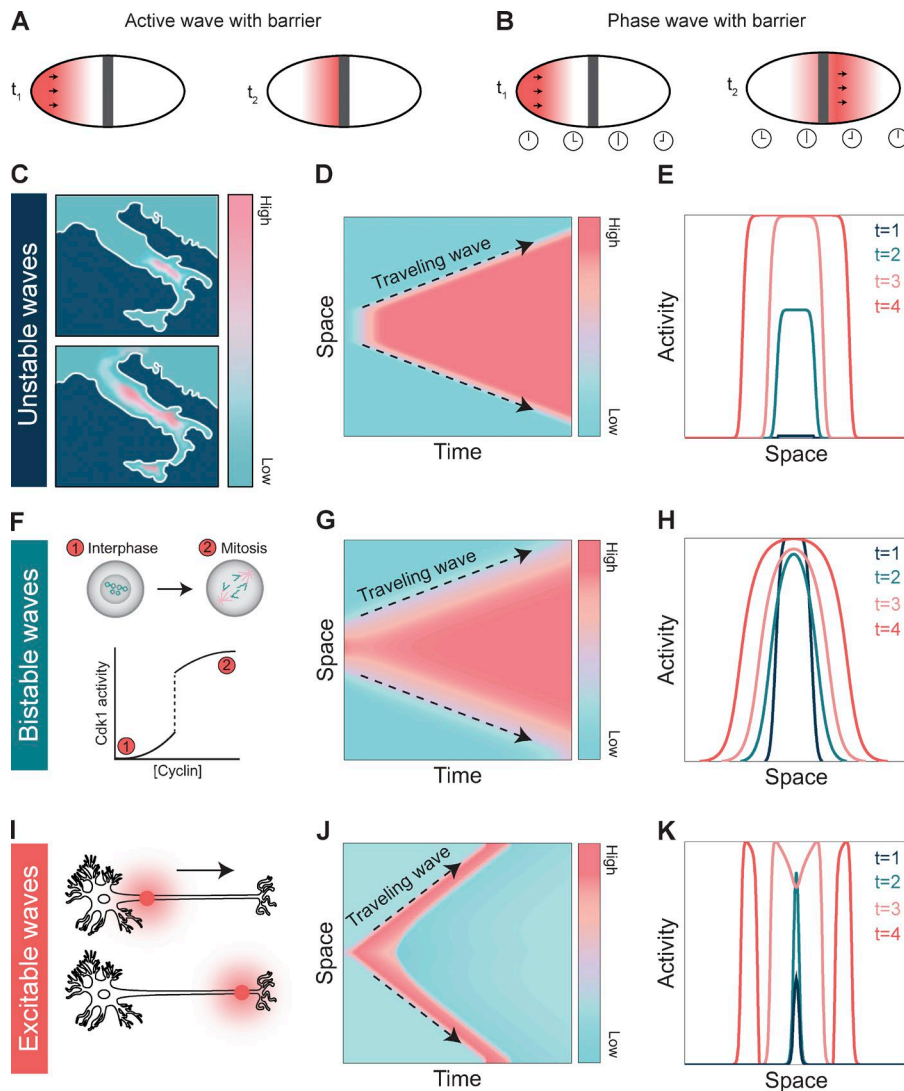 A Active wave with barrier
B Phase wave with barrier
t1
t2
t1
t2
C
Unstable waves
High
Low
D
Traveling wave
Space
Time
High
Low
E
Activity
Space
t=1
t=2
t=3
t=4
F
Bistable waves
1 Interphase
2 Mitosis
Cdk1 activity
1
2
[Cyclin]
G
Traveling wave
Space
Time
High
Low
H
Activity
Space
t=1
t=2
t=3
t=4
I
Excitable waves
J
Traveling wave
Space
Time
High
Low
K
Activity
Space
t=1
t=2
t=3
t=4